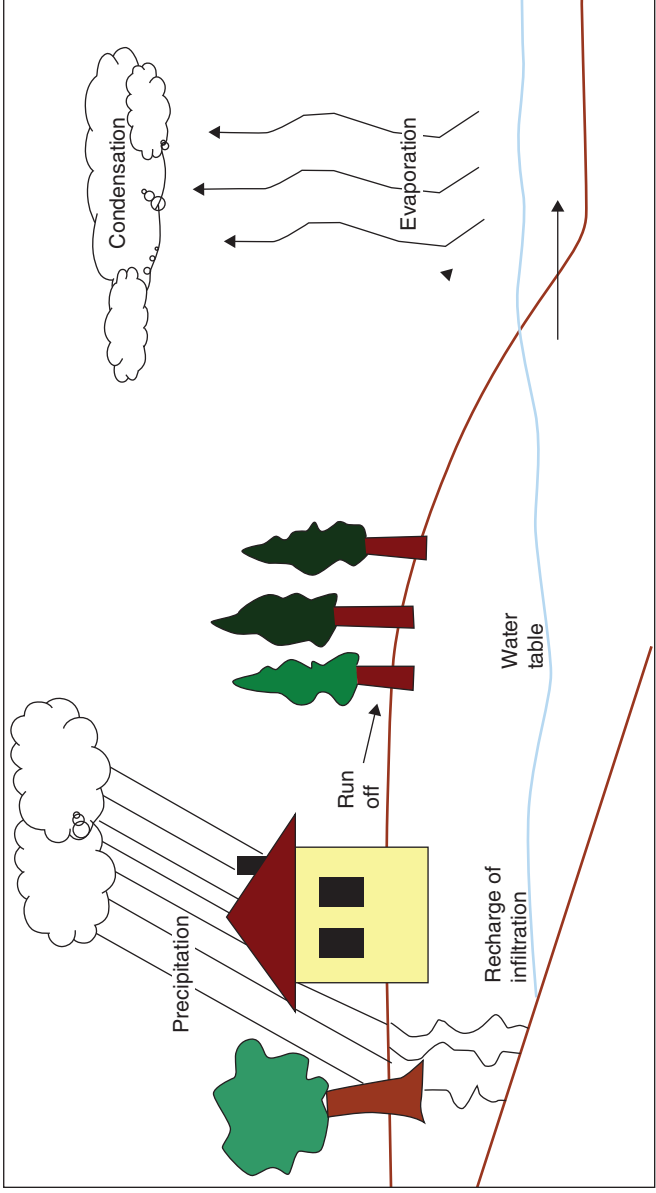 Condensation
Precipitation
Evaporation
Run
off
Water
table
Recharge of
infiltration